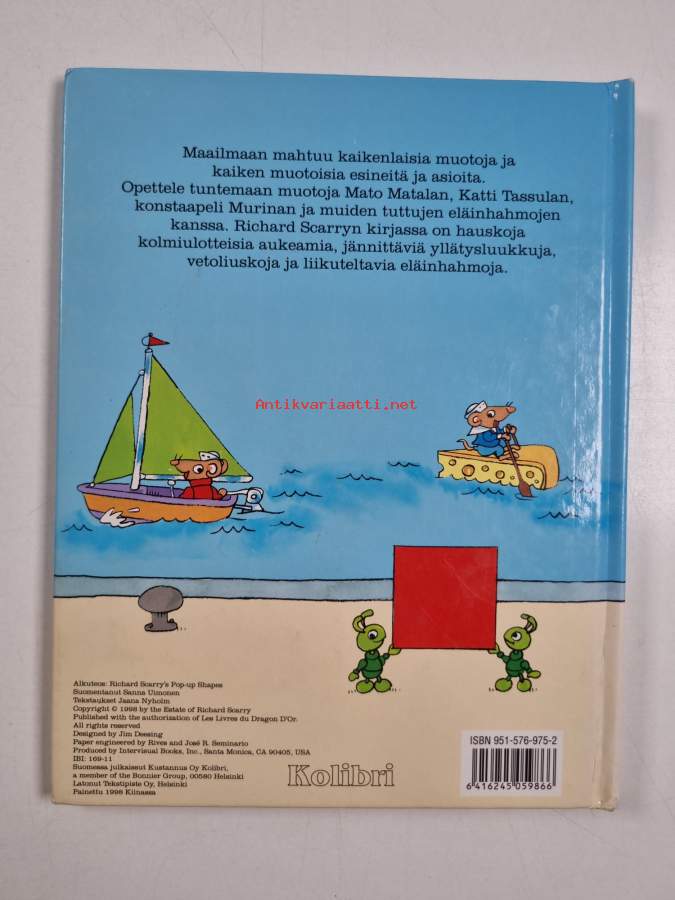 Maailmaan mahtuu kaikenlaisia muotoja ja
kaiken muotoisia esineitä ja asioita.
Opettele tuntemaan muotoja Mato Matalan, Katti Tassulan,
konstaapeli Murinan ja muiden tuttujen eläinhahmojen
kanssa. Richard Scarryn kirjassa on hauskoja
kolmiulotteisia aukeamia, jännittäviä yllätysluukkuja,
vetoliuskoja ja liikuteltavia eläinhahmoja.
Antikvariaatti.net
Alkuteos: Richard Scarry's Pop-up Shapes
Suomentanut Sanna Uimonen
Tekstaukset Jaana Nyholm
Copyright © 1998 by the Estate of Richard Scarry
Published with the authorization of Les Livres du Dragon D'Or.
All rights reserved
Designed by Jim Deesing
Paper engineered by Rives and José R. Seminario
Produced by Intervisual Books, Inc., Santa Monica, CA 90405, USA
IBI: 169-11
Suomessa julkaissut Kustannus Oy Kolibri,
a member of the Bonnier Group, 00580 Helsinki
Latonut Tekstipiste Oy, Helsinki
Painettu 1998 Kiinassa
Kolibri
ISBN 951-576-975-2
6 416245 059866